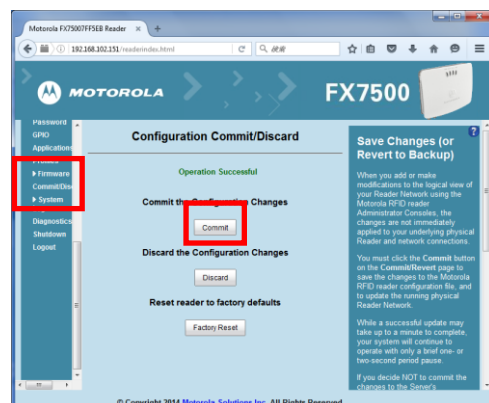 Motorola FX75007FF5EB Reader
192.168.102.151/readerindex.html
検索
MOTOROLA
FX7500
Password
GPIO
Applications
Firmware
Commit/Dis
System
Diagnostics
Shutdown
Logout
Configuration Commit/Discard
Operation Successful
Commit the Configuration Changes
Commit
Discard the Configuration Changes
Discard
Reset reader to factory defaults
Factory Reset
Save Changes (or
Revert to Backup)
?
When you add or make
modifications to the logical view of
your Reader Network using the
Motorola RFID reader
Administrator Consoles, the
changes are not immediately
applied to your underlying physical
Reader and network connections.
You must click the Commit button
on the Commit/Revert page to
save the changes to the Motorola
RFID reader configuration file, and
to update the running physical
Reader Network.
While a successful update may
take up to a minute to complete,
your system will continue to
operate with only a brief one- or
two-second period pause.
If you decide NOT to commit the
changes to the Server's
© Copyright 2014 Motorola Solutions Inc. All Rights Reserved